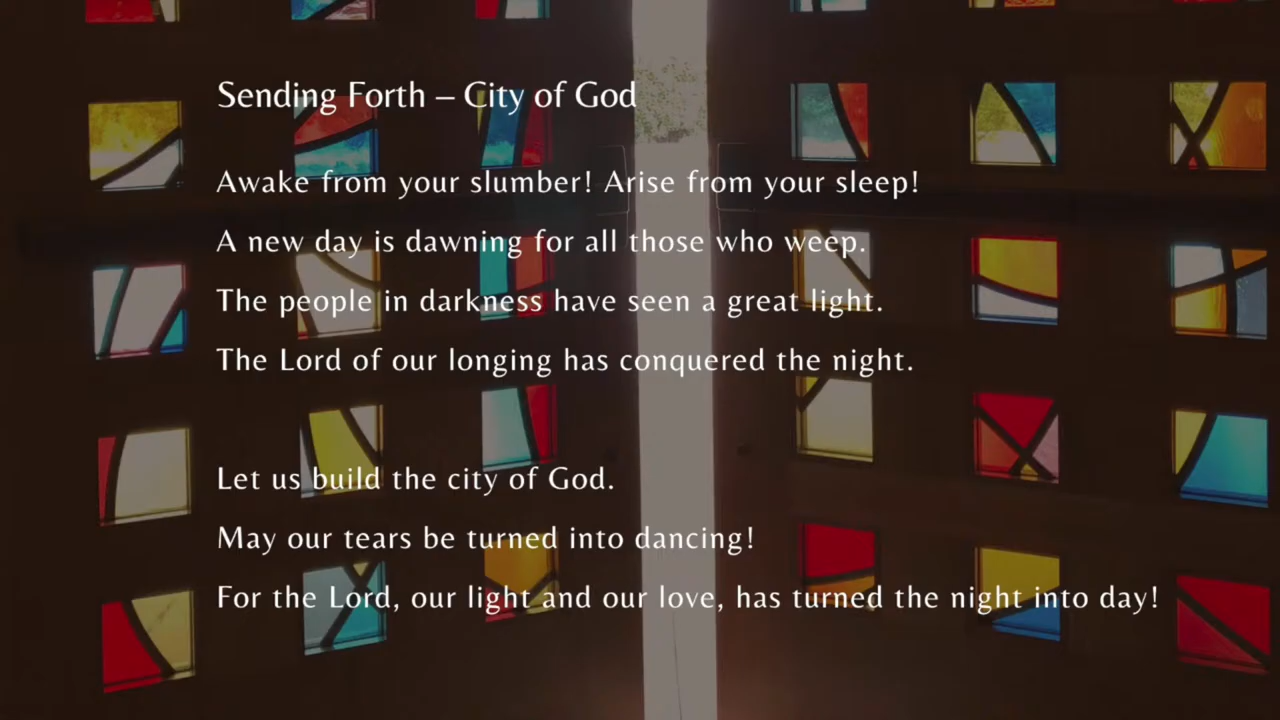 Sending Forth – City of God
Awake from your slumber! Arise from your sleep!
A new day is dawning for all those who weep.
The people in darkness have seen a great light.
The Lord of our longing has conquered the night.
Let us build the city of God.
May our tears be turned into dancing!
For the Lord, our light and our love, has turned the night into day!